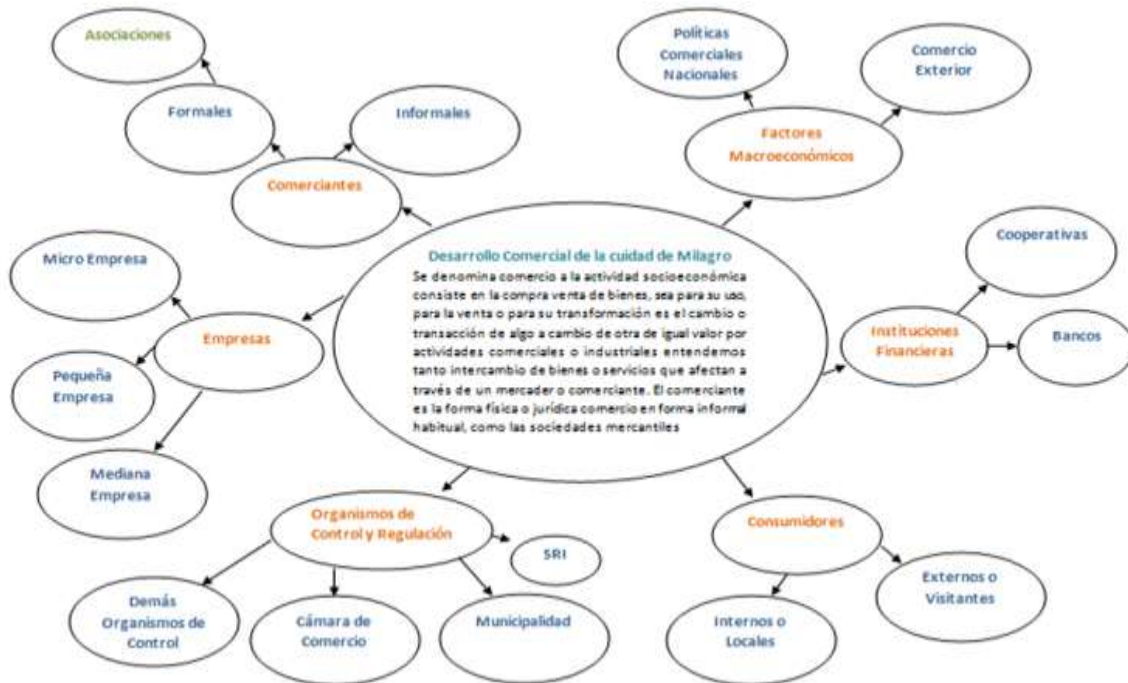 Asociaciones
Formales
Informales
Comerciantes
Políticas
Comerciales
Nacionales
Comercio
Exterior
Factores
Macroeconómicos
Desarrollo Comercial de la cuidad de Milagro
Se denomina comercio a la actividad socioeconómica
consiste en la compra venta de bienes, sea para su uso,
para la venta o para su transformación es el cambio o
transacción de algo a cambio de otra de igual valor por
actividades comerciales o industriales entendemos
tanto intercambio de bienes o servicios que afectan a
través de un mercader o comerciante. El comerciante
es la forma física o jurídica comercio en forma informal
habitual, como las sociedades mercantiles
Micro Empresa
Empresas
Pequeña
Empresa
Mediana
Empresa
Cooperativas
Instituciones
Financieras
Bancos
Organismos de
Control y Regulación
SRI
Demás
Organismos de
Control
Cámara de
Comercio
Municipalidad
Consumidores
Internos o
Locales
Externos o
Visitantes